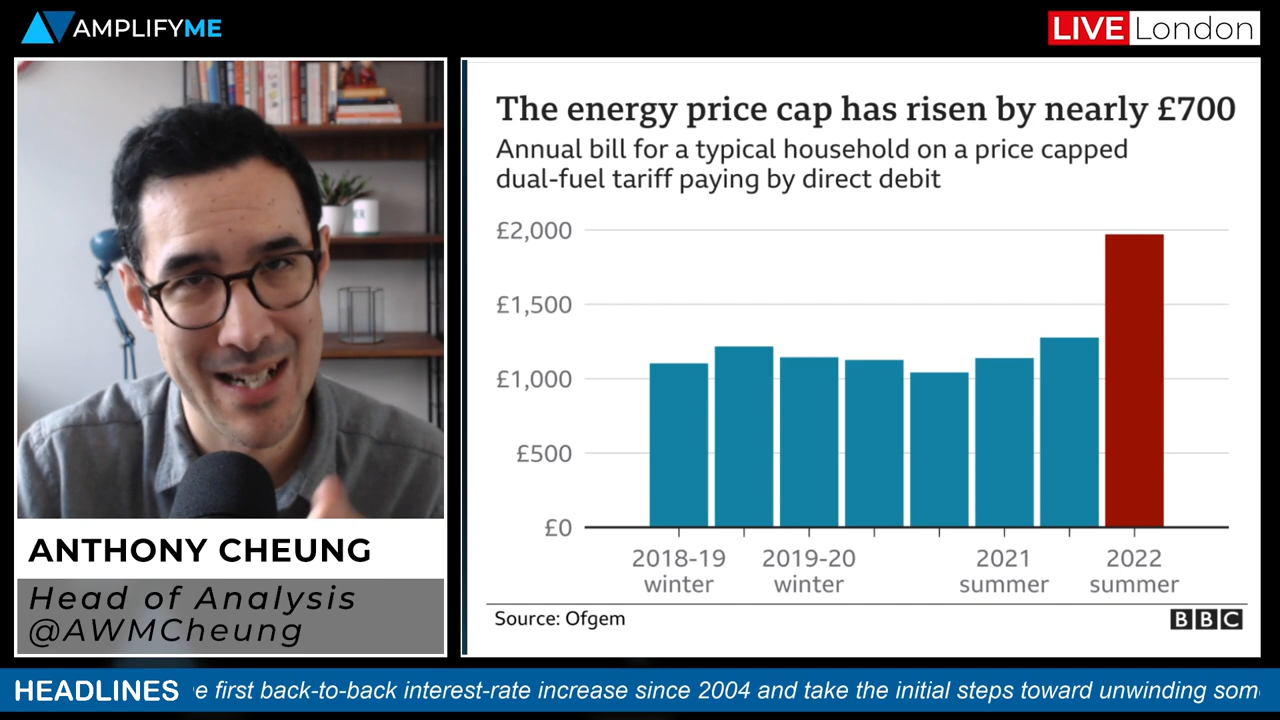 AMPLIFYME
LIVE London
The energy price cap has risen by nearly £700
Annual bill for a typical household on a price capped
dual-fuel tariff paying by direct debit
£2,000
£1,500
£1,000
£500
£0
2018-19 2019-20 2021 2022
winter winter summer summer
Source: Ofgem
BBC
ANTHONY CHEUNG
Head of Analysis
@AWMCheung
HEADLINES first back-to-back interest-rate increase since 2004 and take the initial steps toward unwinding